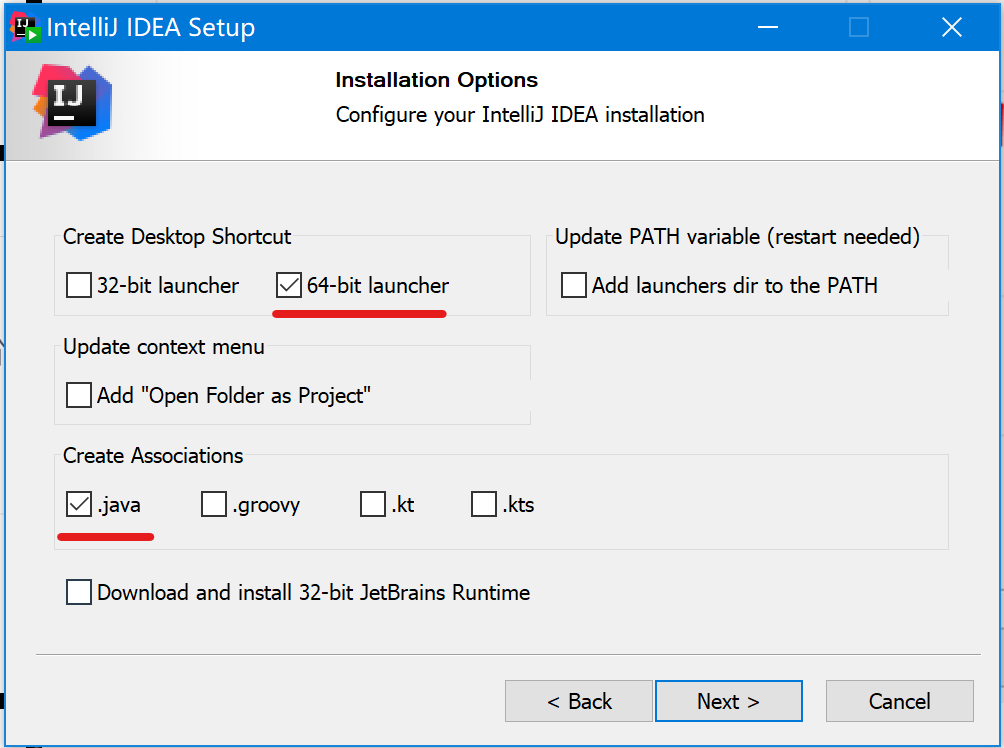 IntelliJ IDEA Setup
IJ
Installation Options
Configure your IntelliJ IDEA installation
Create Desktop Shortcut
32-bit launcher 64-bit launcher
Update PATH variable (restart needed)
Add launchers dir to the PATH
Update context menu
Add "Open Folder as Project"
Create Associations
.java .groovy .kt .kts
Download and install 32-bit JetBrains Runtime
< Back Next > Cancel